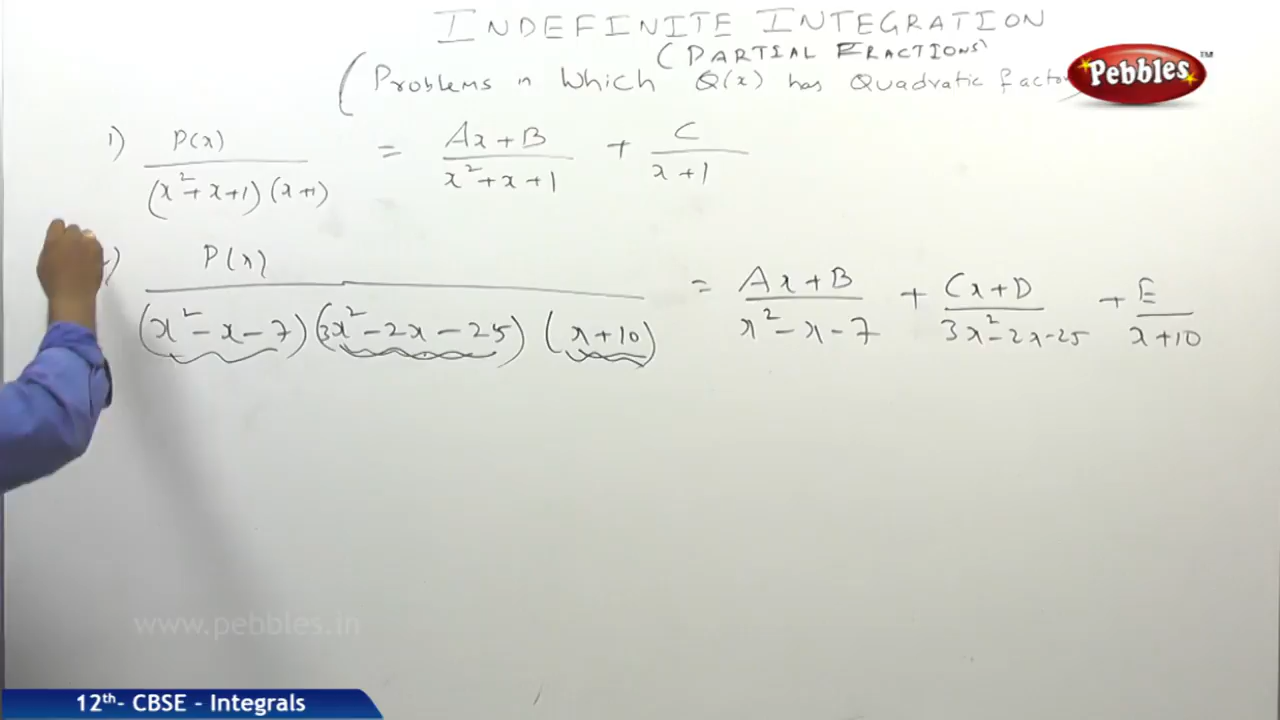 INDEFINITE INTEGRATION
(PARTIAL FRACTIONS)
(Problems in Which Q(x) has Quadratic factor
Pebbles™
1) P(x) / (x²+x+1)(x+1) = Ax+B / x²+x+1 + C / x+1
) P(x) / (x²-x-7)(3x²-2x-25)(x+10) = Ax+B / x²-x-7 + Cx+D / 3x²-2x-25 + E / x+10
www.pebbles.in
12th- CBSE - Integrals